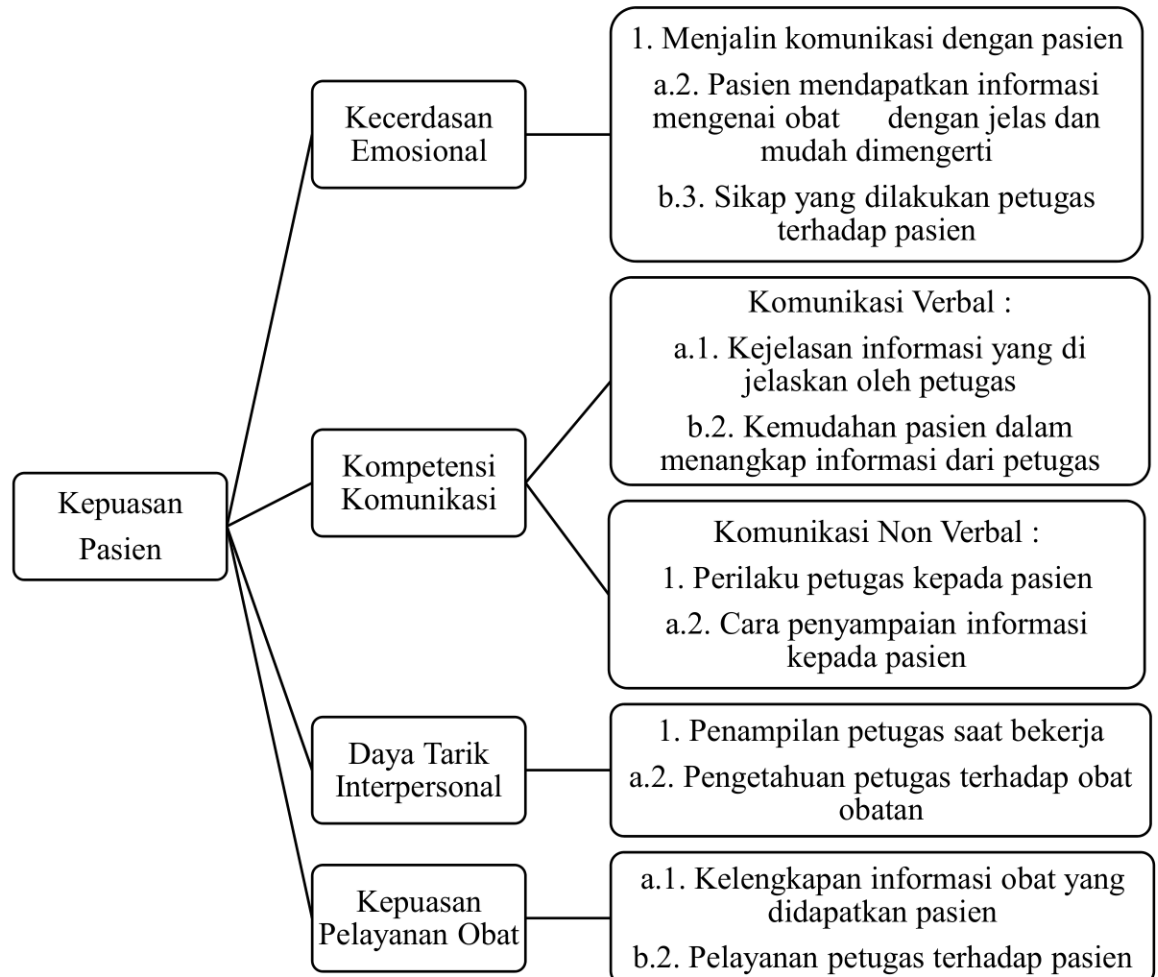 Kepuasan
Pasien
Kecerdasan
Emosional
1. Menjalin komunikasi dengan pasien
a.2. Pasien mendapatkan informasi
mengenai obat dengan jelas dan
mudah dimengerti
b.3. Sikap yang dilakukan petugas
terhadap pasien
Kompetensi
Komunikasi
Komunikasi Verbal :
a.1. Kejelasan informasi yang di
jelaskan oleh petugas
b.2. Kemudahan pasien dalam
menangkap informasi dari petugas
Komunikasi Non Verbal :
1. Perilaku petugas kepada pasien
a.2. Cara penyampaian informasi
kepada pasien
Daya Tarik
Interpersonal
1. Penampilan petugas saat bekerja
a.2. Pengetahuan petugas terhadap obat
obatan
Kepuasan
Pelayanan Obat
a.1. Kelengkapan informasi obat yang
didapatkan pasien
b.2. Pelayanan petugas terhadap pasien